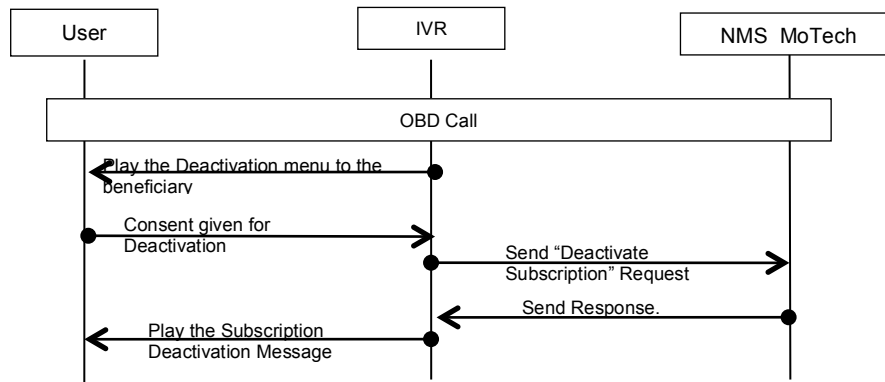 User
IVR
NMS MoTech
OBD Call
Play the Deactivation menu to the
beneficiary
Consent given for
Deactivation
Send “Deactivate
Subscription” Request
Send Response.
Play the Subscription
Deactivation Message